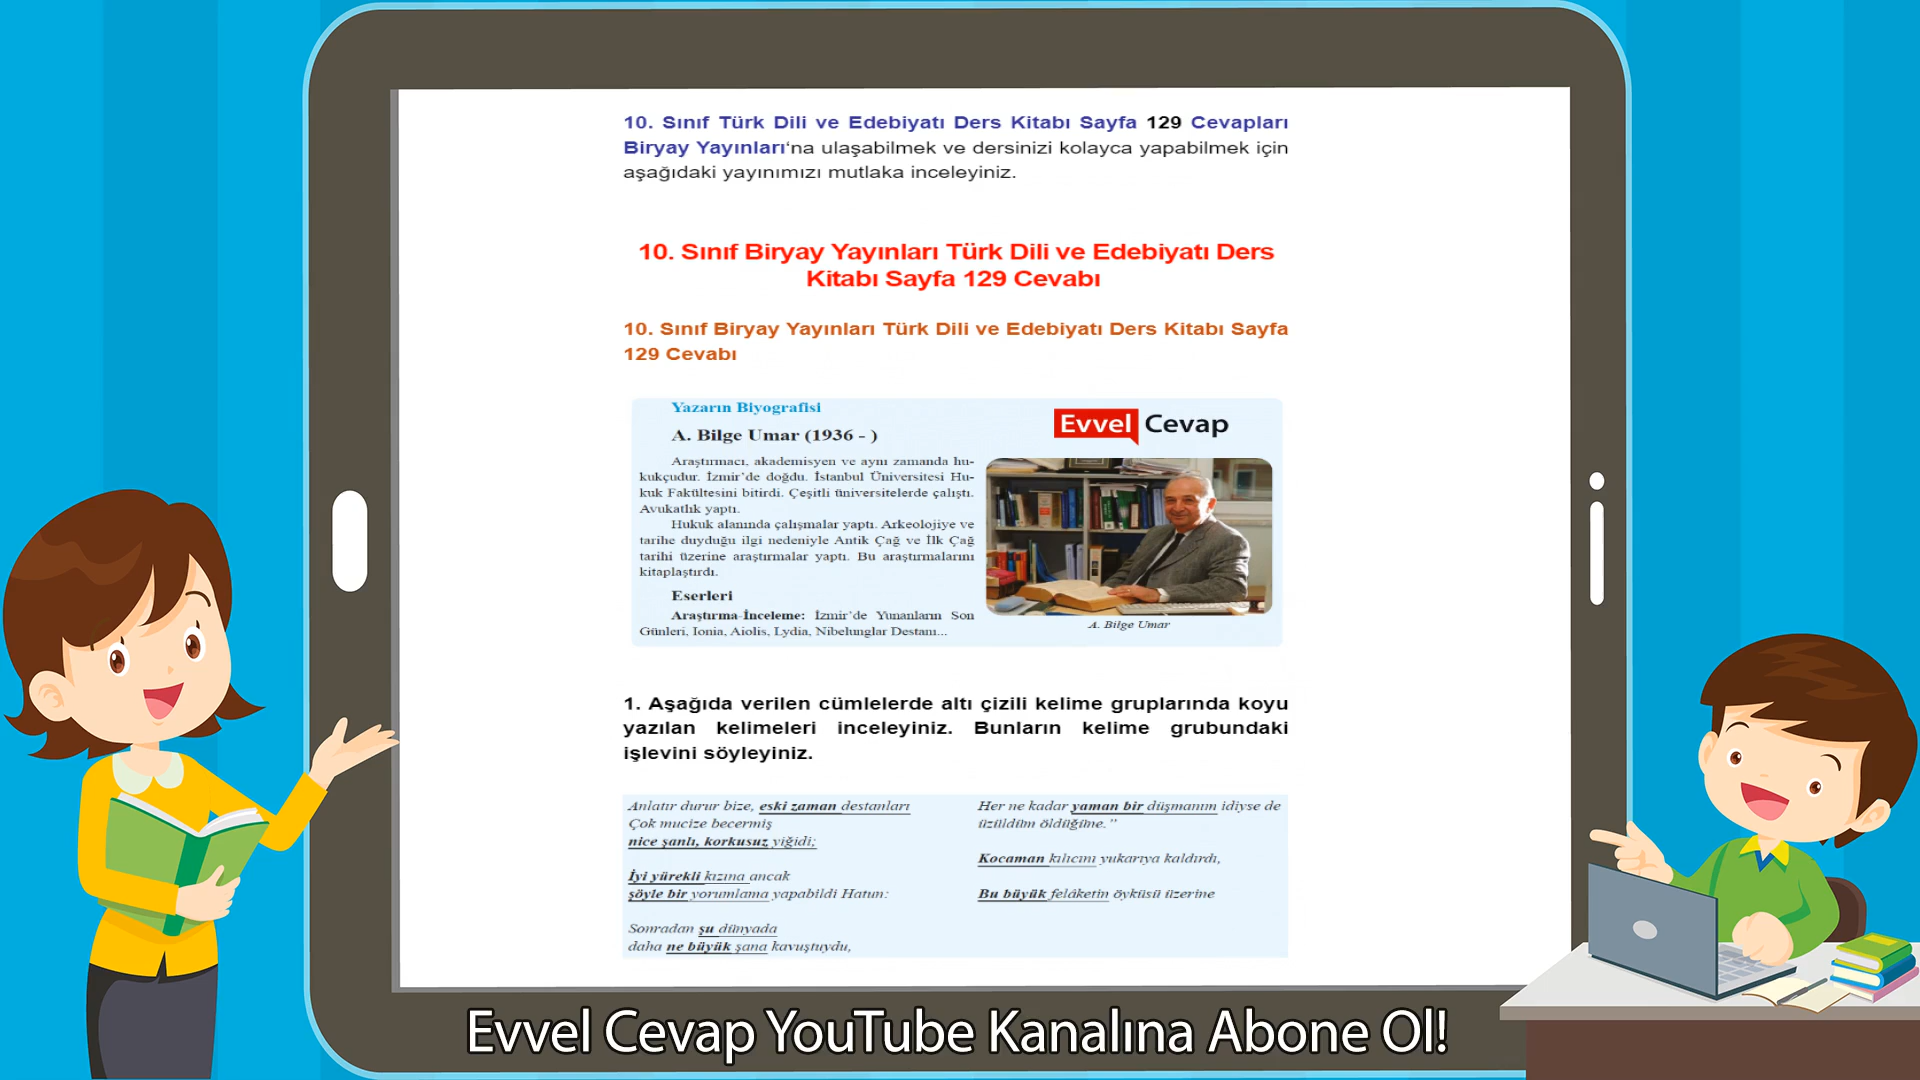 10. Sınıf Türk Dili ve Edebiyatı Ders Kitabı Sayfa 129 Cevapları
Biryay Yayınları‘na ulaşabilmek ve dersinizi kolayca yapabilmek için
aşağıdaki yayınımızı mutlaka inceleyiniz.
10. Sınıf Biryay Yayınları Türk Dili ve Edebiyatı Ders
Kitabı Sayfa 129 Cevabı
10. Sınıf Biryay Yayınları Türk Dili ve Edebiyatı Ders Kitabı Sayfa
129 Cevabı
Yazarın Biyografisi
A. Bilge Umar (1936 - )
Araştırmacı, akademisyen ve aynı zamanda hu-
kukçudur. İzmir’de doğdu. İstanbul Üniversitesi Hu-
kuk Fakültesini bitirdi. Çeşitli üniversitelerde çalıştı.
Avukatlık yaptı.
Hukuk alanında çalışmalar yaptı. Arkeolojiye ve
tarihe duyduğu ilgi nedeniyle Antik Çağ ve İlk Çağ
tarihi üzerine araştırmalar yaptı. Bu araştırmalarını
kitaplaştırdı.
Eserleri
Araştırma-İnceleme: İzmir’de Yunanların Son
Günleri, Ionia, Aiolis, Lydia, Nibelunglar Destanı...
Evvel Cevap
A. Bilge Umar
1. Aşağıda verilen cümlelerde altı çizili kelime gruplarında koyu
yazılan kelimeleri inceleyiniz. Bunların kelime grubundaki
işlevini söyleyiniz.
Anlatır durur bize, eski zaman destanları
Çok mucize becermiş
nice şanlı, korkusuz yiğidi;
İyi yürekli kızına ancak
şöyle bir yorumlama yapabildi Hatun:
Sonradan şu dünyada
daha ne büyük şana kavuştuydu,
Her ne kadar yaman bir düşmanım idiyse de
üzüldüm öldüğüne.”
Kocaman kılıcını yukarıya kaldırdı,
Bu büyük felâketin öyküsü üzerine
Evvel Cevap YouTube Kanalına Abone Ol!